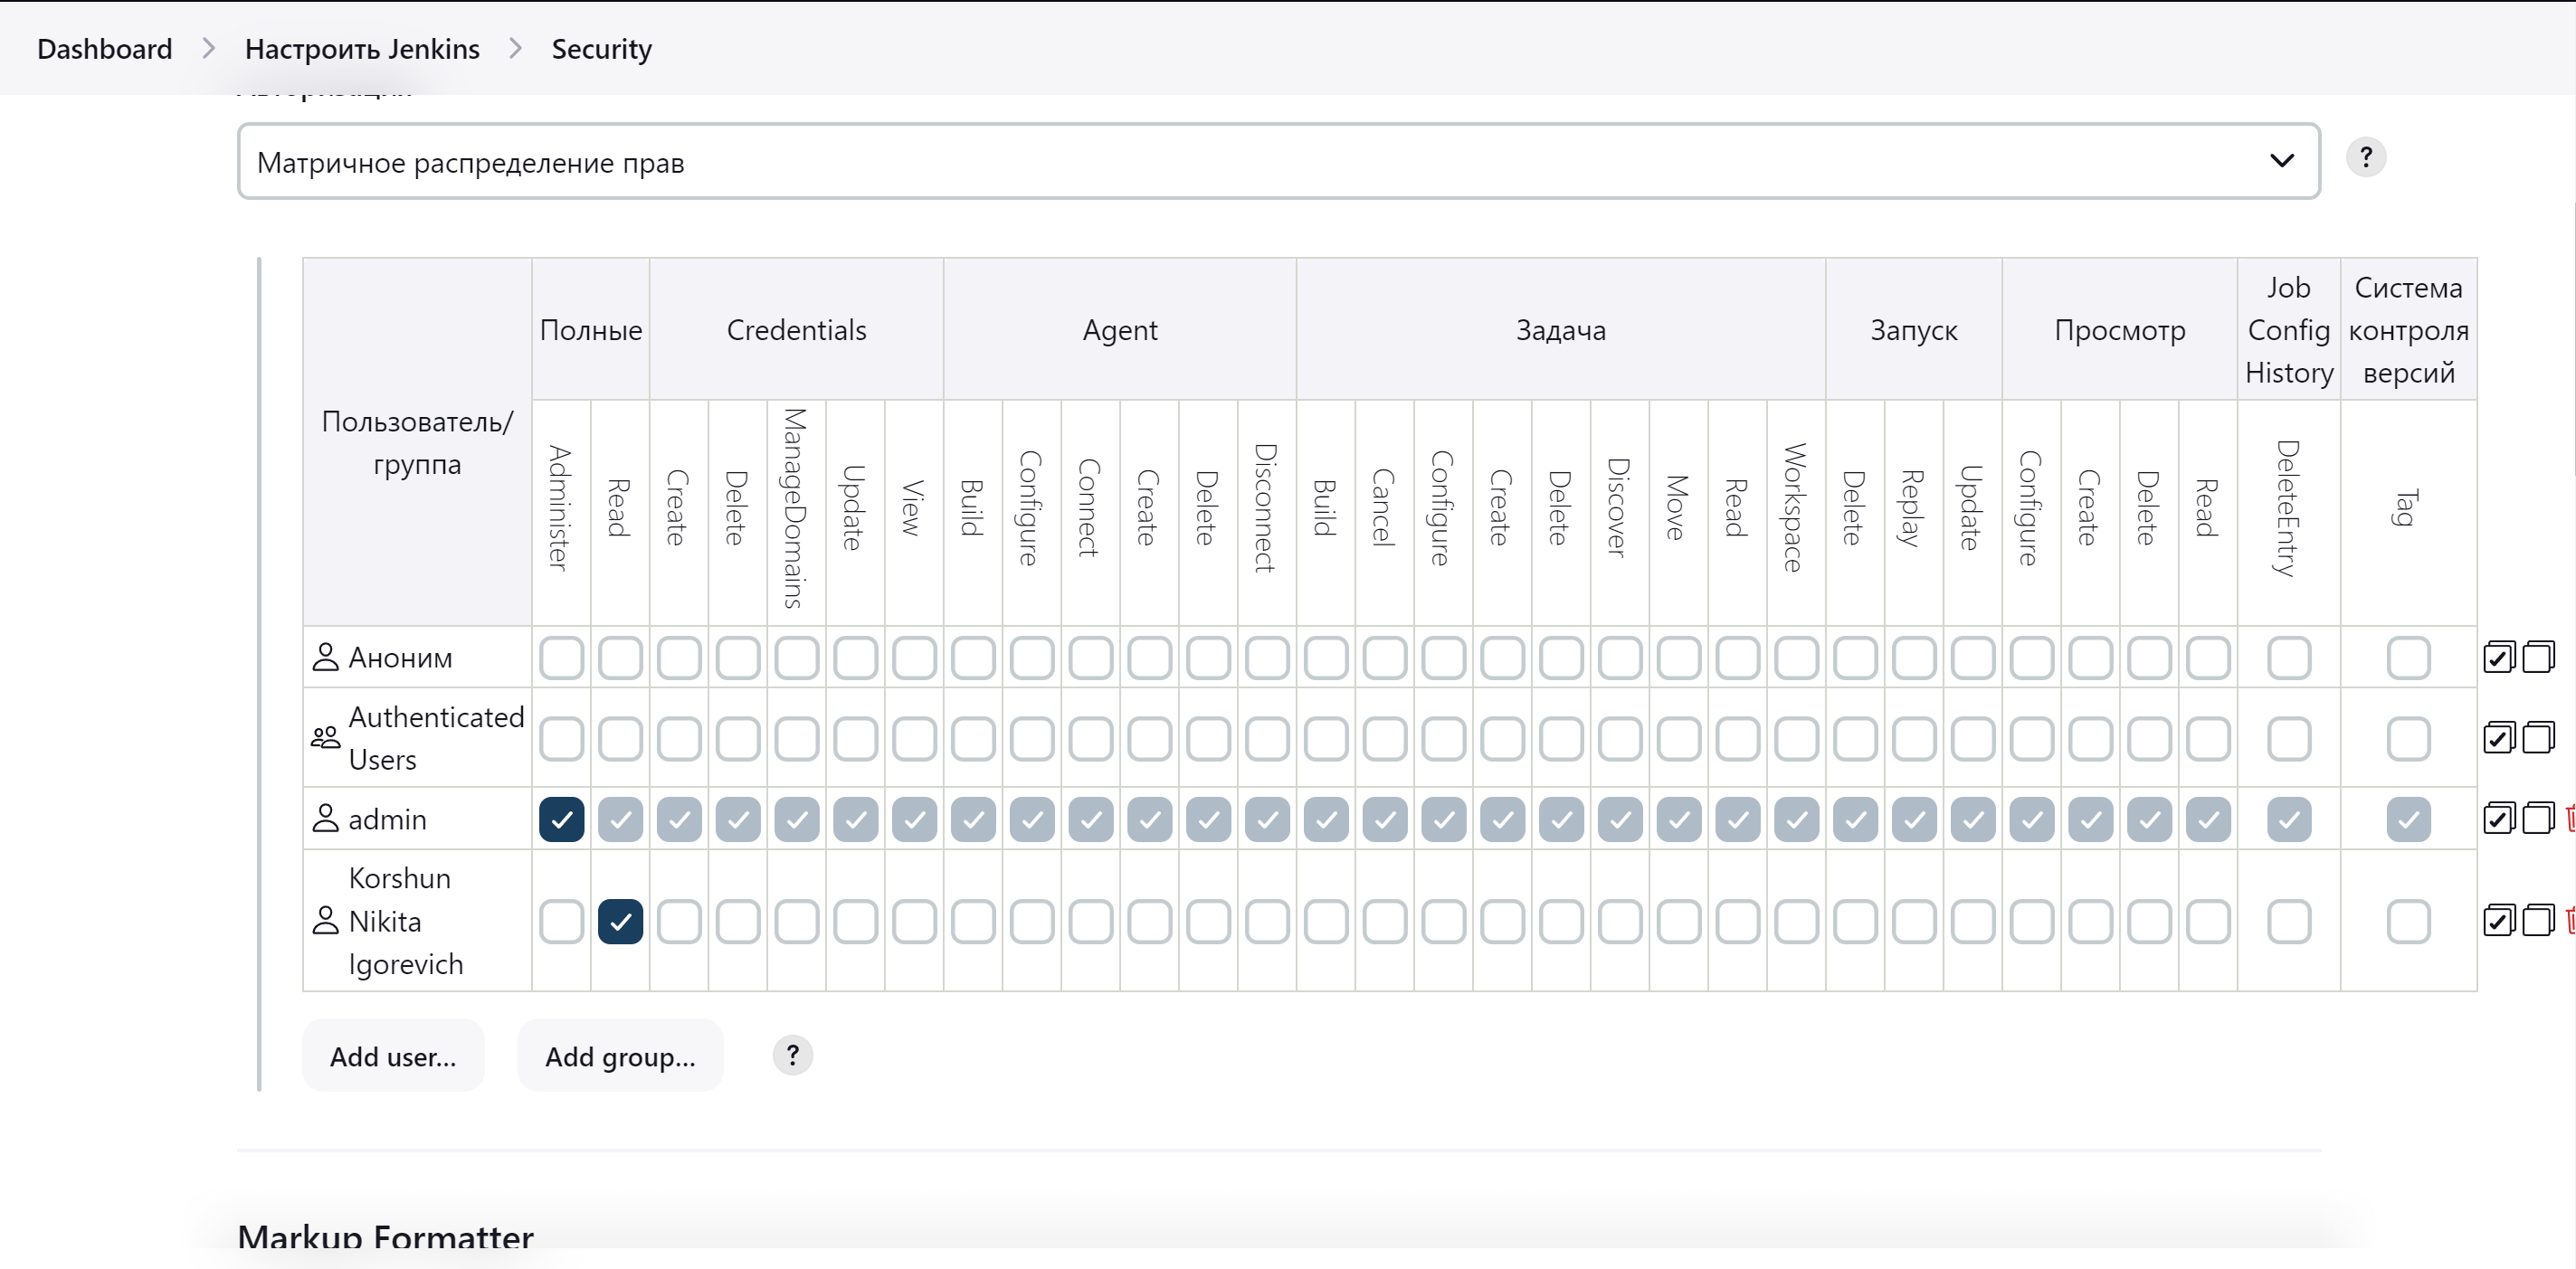 Dashboard > Настроить Jenkins > Security
Авторизация
Матричное распределение прав
?
Пользователь/
группа
Полные
Credentials
Agent
Задача
Запуск
Просмотр
Job
Config
History
Система
контроля
версий
Administer
Read
Create
Delete
ManageDomains
Update
View
Build
Configure
Connect
Create
Delete
Disconnect
Build
Cancel
Configure
Create
Delete
Discover
Move
Read
Workspace
Delete
Replay
Update
Configure
Create
Delete
Read
DeleteEntry
Tag
Аноним
Authenticated
Users
admin
Korshun
Nikita
Igorevich
Add user...
Add group...
?
Markup Formatter